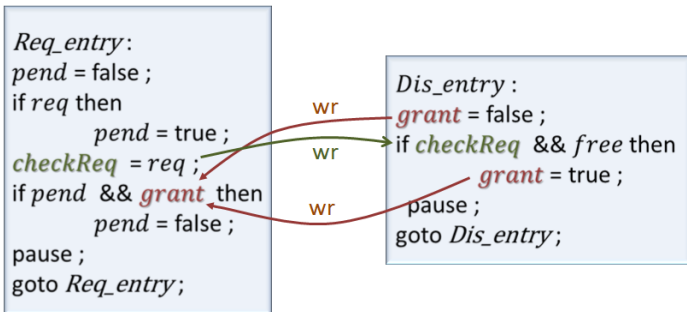 Req_entry:
pend = false ;
if req then
pend = true ;
checkReq = req ;
if pend && grant then
pend = false ;
pause ;
goto Req_entry;
wr
wr
wr
Dis_entry :
grant = false ;
if checkReq && free then
grant = true ;
pause ;
goto Dis_entry;